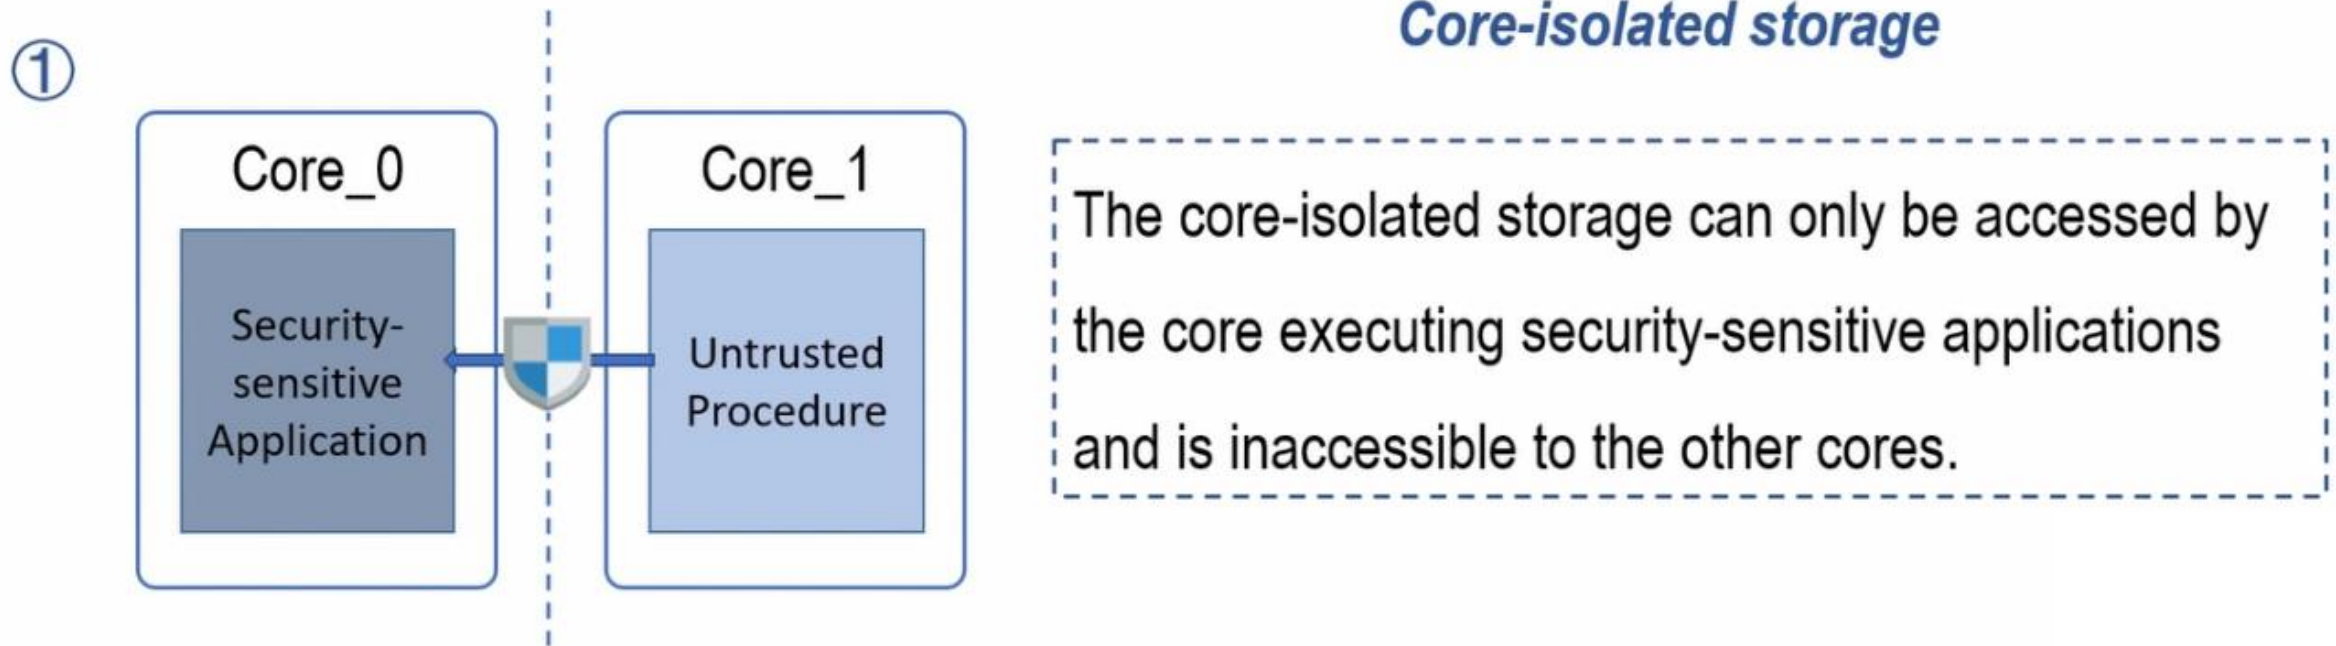 ①
Core-isolated storage
Core_0
Security-
sensitive
Application
Core_1
Untrusted
Procedure
The core-isolated storage can only be accessed by
the core executing security-sensitive applications
and is inaccessible to the other cores.